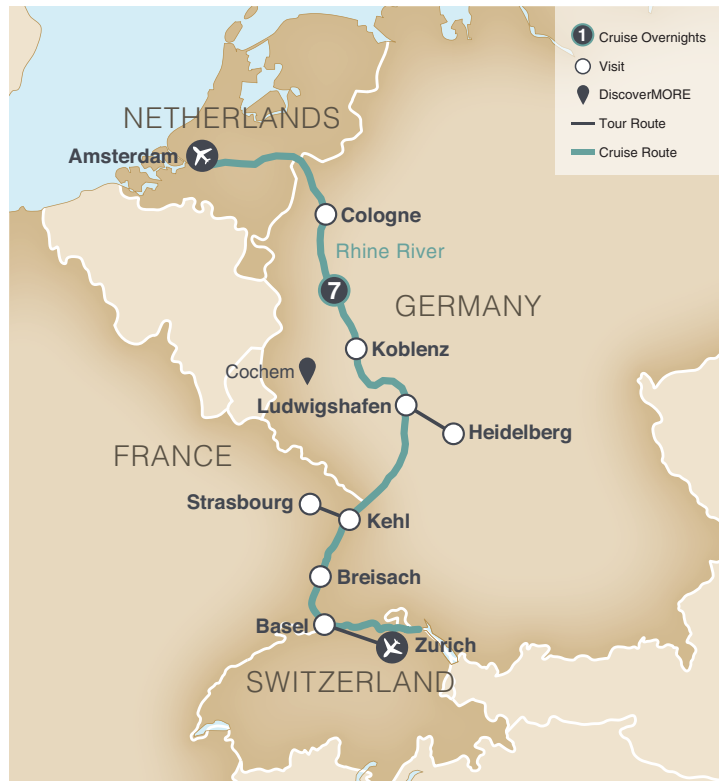 1 Cruise Overnights
Visit
DiscoverMORE
Tour Route
Cruise Route
NETHERLANDS
Amsterdam
Cologne
Rhine River
7
GERMANY
Koblenz
Cochem
Ludwigshafen
Heidelberg
FRANCE
Strasbourg
Kehl
Breisach
Basel
Zurich
SWITZERLAND